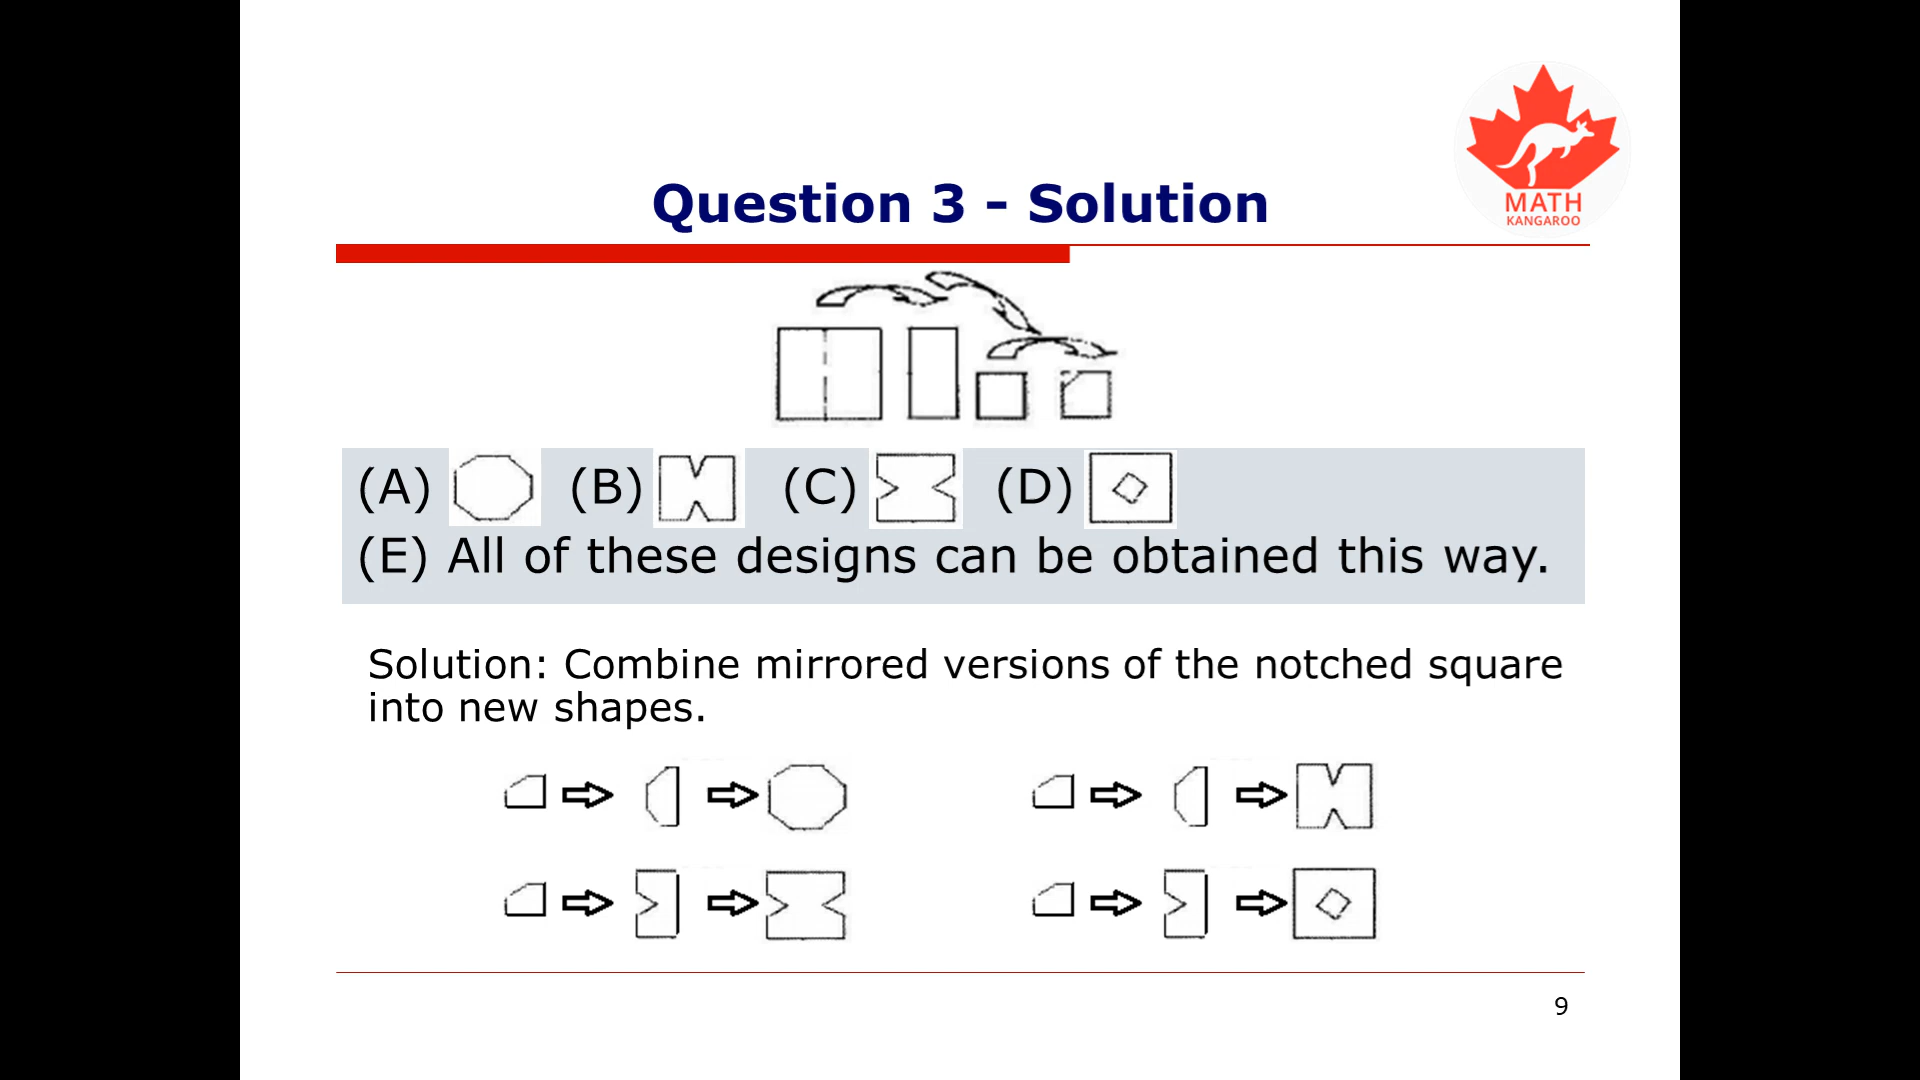 MATH
KANGAROO
Question 3 – Solution
(A) (B) (C) (D)
(E) All of these designs can be obtained this way.
Solution: Combine mirrored versions of the notched square
into new shapes.
9